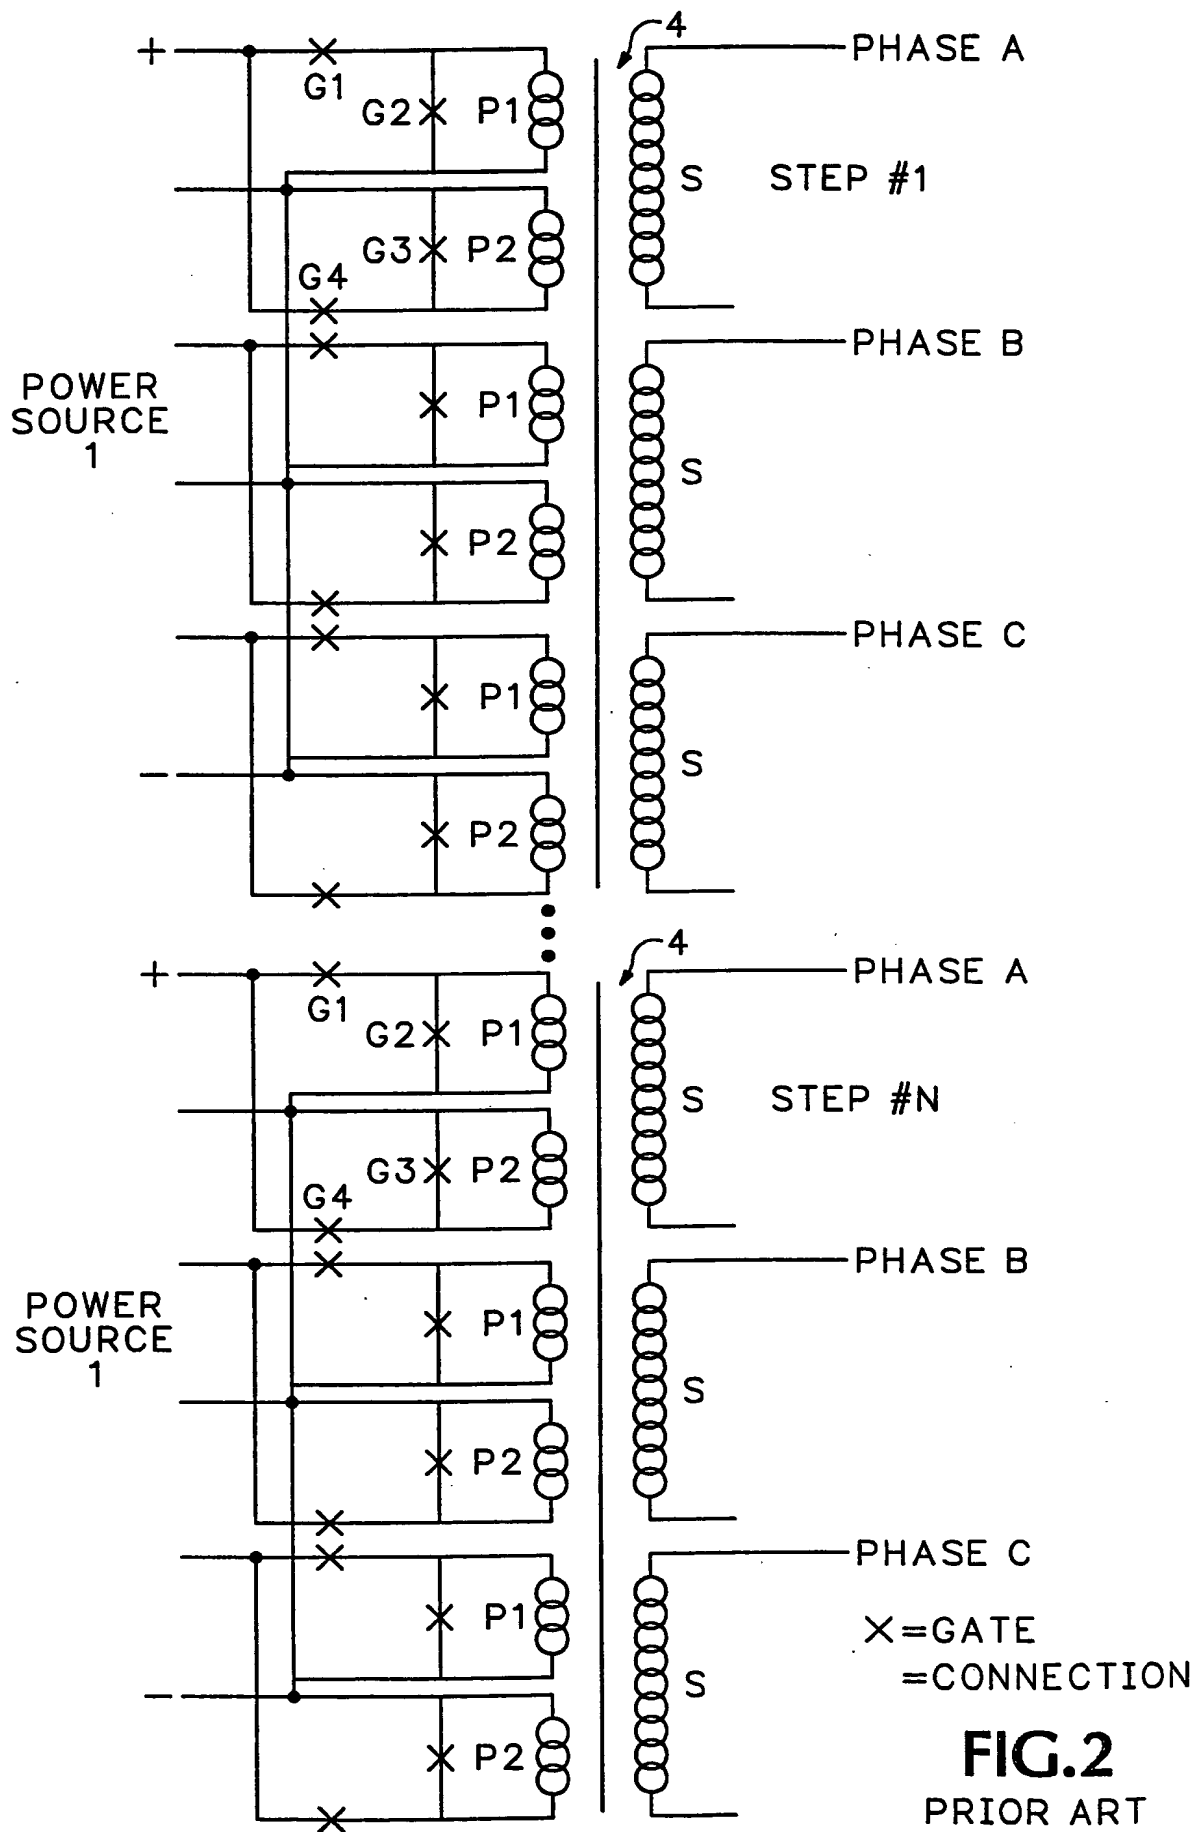 4
+
PHASE A
G1
G2
P1
S
STEP #1
G3
P2
G4
PHASE B
POWER
SOURCE
1
P1
S
P2
PHASE C
P1
S
−
P2
4
+
PHASE A
G1
G2
P1
S
STEP #N
G3
P2
G4
PHASE B
POWER
SOURCE
1
P1
S
P2
PHASE C
P1
X=GATE
=CONNECTION
S
−
P2
FIG.2
PRIOR ART